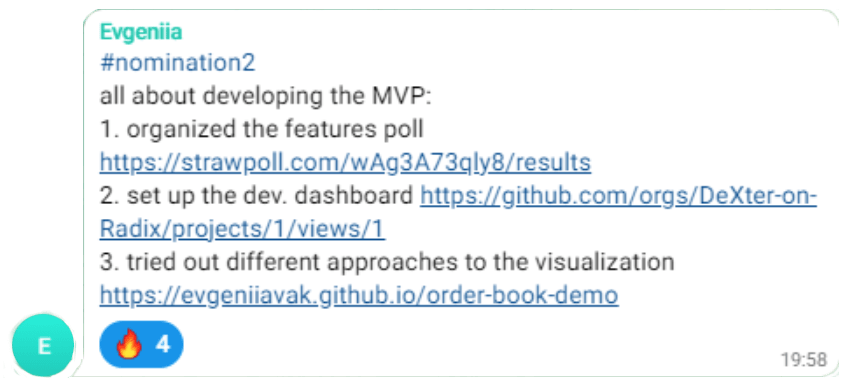 Evgeniia
#nomination2
all about developing the MVP:
1. organized the features poll
https://strawpoll.com/wAg3A73qly8/results
2. set up the dev. dashboard https://github.com/orgs/DeXter-on-
Radix/projects/1/views/1
3. tried out different approaches to the visualization
https://evgeniiavak.github.io/order-book-demo
E
🔥 4
19:58